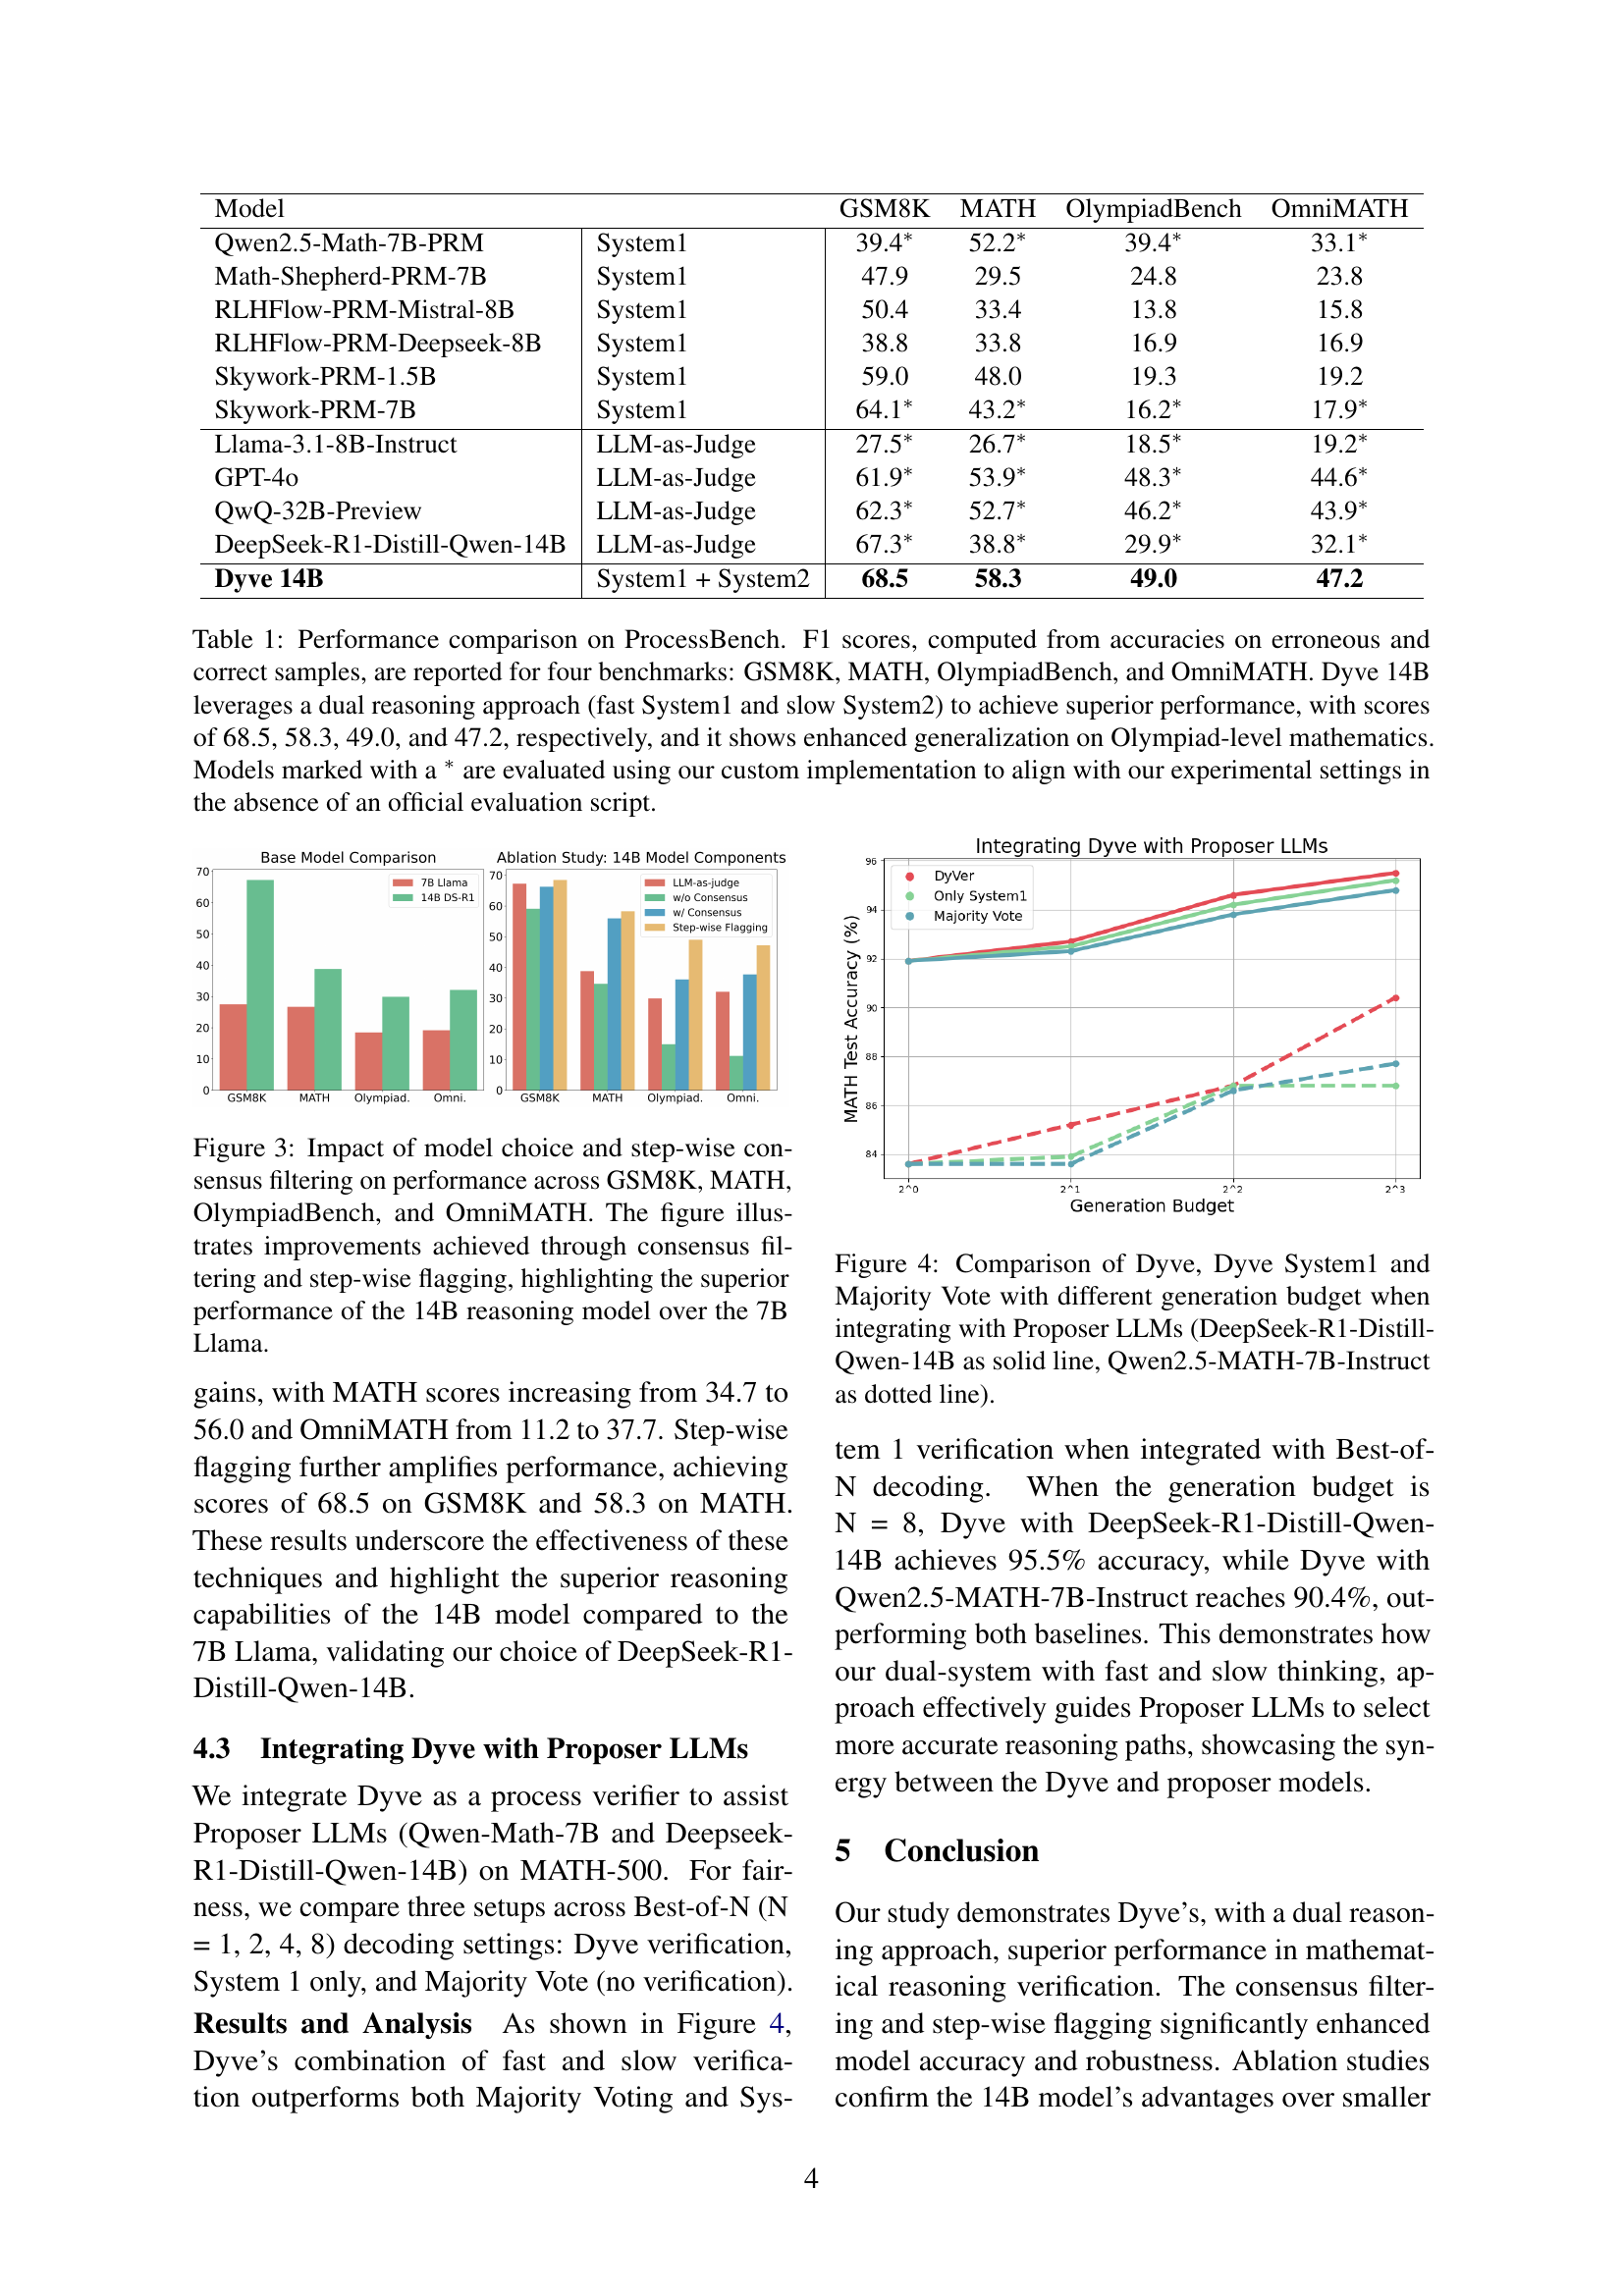 Model GSM8K MATH OlympiadBench OmniMATH
Qwen2.5-Math-7B-PRM System1 39.4* 52.2* 39.4* 33.1*
Math-Shepherd-PRM-7B System1 47.9 29.5 24.8 23.8
RLHFlow-PRM-Mistral-8B System1 50.4 33.4 13.8 15.8
RLHFlow-PRM-Deepseek-8B System1 38.8 33.8 16.9 16.9
Skywork-PRM-1.5B System1 59.0 48.0 19.3 19.2
Skywork-PRM-7B System1 64.1* 43.2* 16.2* 17.9*
Llama-3.1-8B-Instruct LLM-as-Judge 27.5* 26.7* 18.5* 19.2*
GPT-4o LLM-as-Judge 61.9* 53.9* 48.3* 44.6*
QwQ-32B-Preview LLM-as-Judge 62.3* 52.7* 46.2* 43.9*
DeepSeek-R1-Distill-Qwen-14B LLM-as-Judge 67.3* 38.8* 29.9* 32.1*
Dyve 14B System1 + System2 68.5 58.3 49.0 47.2
Table 1: Performance comparison on ProcessBench. F1 scores, computed from accuracies on erroneous and
correct samples, are reported for four benchmarks: GSM8K, MATH, OlympiadBench, and OmniMATH. Dyve 14B
leverages a dual reasoning approach (fast System1 and slow System2) to achieve superior performance, with scores
of 68.5, 58.3, 49.0, and 47.2, respectively, and it shows enhanced generalization on Olympiad-level mathematics.
Models marked with a * are evaluated using our custom implementation to align with our experimental settings in
the absence of an official evaluation script.
Base Model Comparison
7B Llama
14B DS-R1
70
60
50
40
30
20
10
0
GSM8K MATH Olympiad. Omni.
Ablation Study: 14B Model Components
LLM-as-judge
w/o Consensus
w/ Consensus
Step-wise Flagging
70
60
50
40
30
20
10
0
GSM8K MATH Olympiad. Omni.
Figure 3: Impact of model choice and step-wise con-
sensus filtering on performance across GSM8K, MATH,
OlympiadBench, and OmniMATH. The figure illus-
trates improvements achieved through consensus fil-
tering and step-wise flagging, highlighting the superior
performance of the 14B reasoning model over the 7B
Llama.
gains, with MATH scores increasing from 34.7 to
56.0 and OmniMATH from 11.2 to 37.7. Step-wise
flagging further amplifies performance, achieving
scores of 68.5 on GSM8K and 58.3 on MATH.
These results underscore the effectiveness of these
techniques and highlight the superior reasoning
capabilities of the 14B model compared to the
7B Llama, validating our choice of DeepSeek-R1-
Distill-Qwen-14B.
4.3 Integrating Dyve with Proposer LLMs
We integrate Dyve as a process verifier to assist
Proposer LLMs (Qwen-Math-7B and Deepseek-
R1-Distill-Qwen-14B) on MATH-500. For fair-
ness, we compare three setups across Best-of-N (N
= 1, 2, 4, 8) decoding settings: Dyve verification,
System 1 only, and Majority Vote (no verification).
Results and Analysis As shown in Figure 4,
Dyve's combination of fast and slow verifica-
tion outperforms both Majority Voting and Sys-
Integrating Dyve with Proposer LLMs
DyVer
Only System1
Majority Vote
MATH Test Accuracy (%)
96
94
92
90
88
86
84
2^0 2^1 2^2 2^3
Generation Budget
Figure 4: Comparison of Dyve, Dyve System1 and
Majority Vote with different generation budget when
integrating with Proposer LLMs (DeepSeek-R1-Distill-
Qwen-14B as solid line, Qwen2.5-MATH-7B-Instruct
as dotted line).
tem 1 verification when integrated with Best-of-
N decoding. When the generation budget is
N = 8, Dyve with DeepSeek-R1-Distill-Qwen-
14B achieves 95.5% accuracy, while Dyve with
Qwen2.5-MATH-7B-Instruct reaches 90.4%, out-
performing both baselines. This demonstrates how
our dual-system with fast and slow thinking, ap-
proach effectively guides Proposer LLMs to select
more accurate reasoning paths, showcasing the syn-
ergy between the Dyve and proposer models.
5 Conclusion
Our study demonstrates Dyve's, with a dual reason-
ing approach, superior performance in mathemat-
ical reasoning verification. The consensus filter-
ing and step-wise flagging significantly enhanced
model accuracy and robustness. Ablation studies
confirm the 14B model's advantages over smaller
4